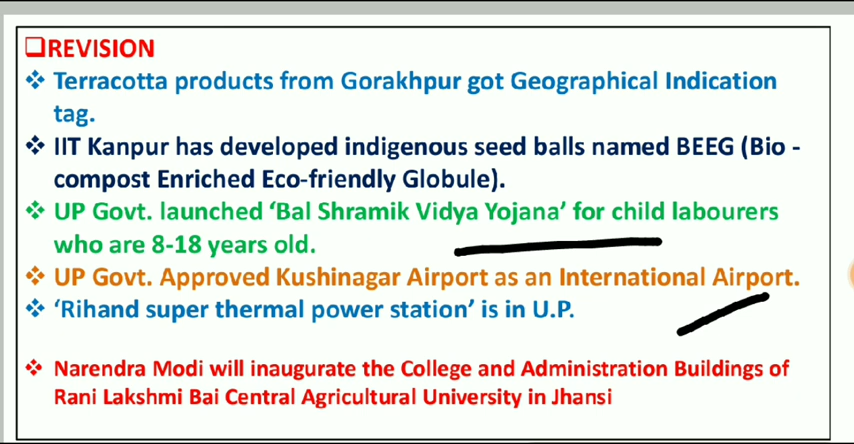 ❑REVISION
❖ Terracotta products from Gorakhpur got Geographical Indication
tag.
❖ IIT Kanpur has developed indigenous seed balls named BEEG (Bio -
compost Enriched Eco-friendly Globule).
❖ UP Govt. launched ‘Bal Shramik Vidya Yojana’ for child labourers
who are 8-18 years old.
❖ UP Govt. Approved Kushinagar Airport as an International Airport.
❖ ‘Rihand super thermal power station’ is in U.P.
❖ Narendra Modi will inaugurate the College and Administration Buildings of
Rani Lakshmi Bai Central Agricultural University in Jhansi